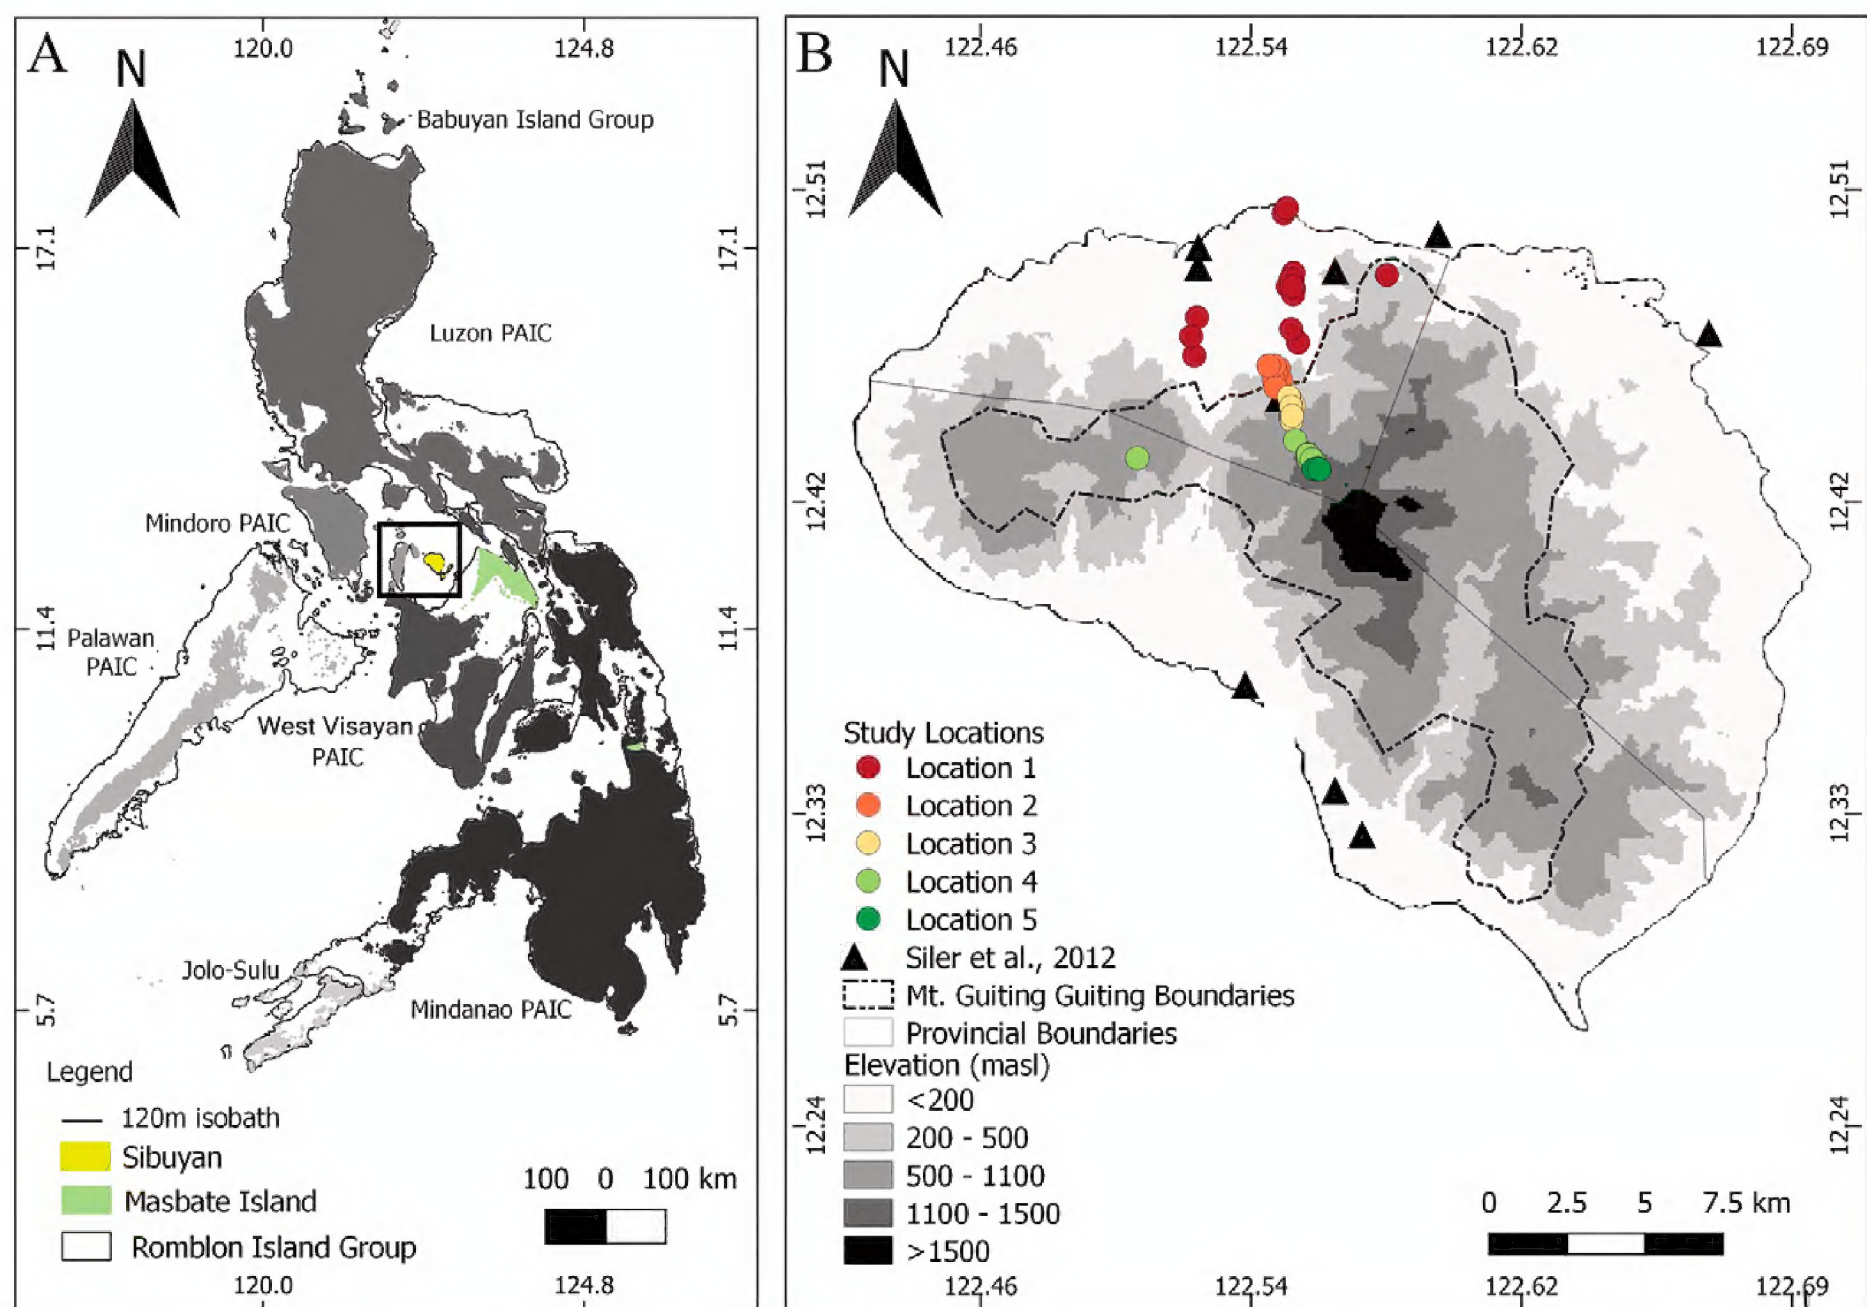 A
N
120.0
124.8
Babuyan Island Group
17.1
17.1
Luzon PAIC
Mindoro PAIC
11.4
11.4
Palawan
PAIC
West Visayan
PAIC
Jolo-Sulu
Mindanao PAIC
5.7
5.7
Legend
120m isobath
Sibuyan
Masbate Island
Romblon Island Group
100 0 100 km
120.0
124.8
B
N
122.46
122.54
122.62
122.69
12.51
12.51
12.42
12.42
12.33
12.33
12.24
12.24
Study Locations
Location 1
Location 2
Location 3
Location 4
Location 5
Siler et al., 2012
Mt. Guiting Guiting Boundaries
Provincial Boundaries
Elevation (masl)
<200
200 - 500
500 - 1100
1100 - 1500
>1500
0 2.5 5 7.5 km
122.46
122.54
122.62
122.69